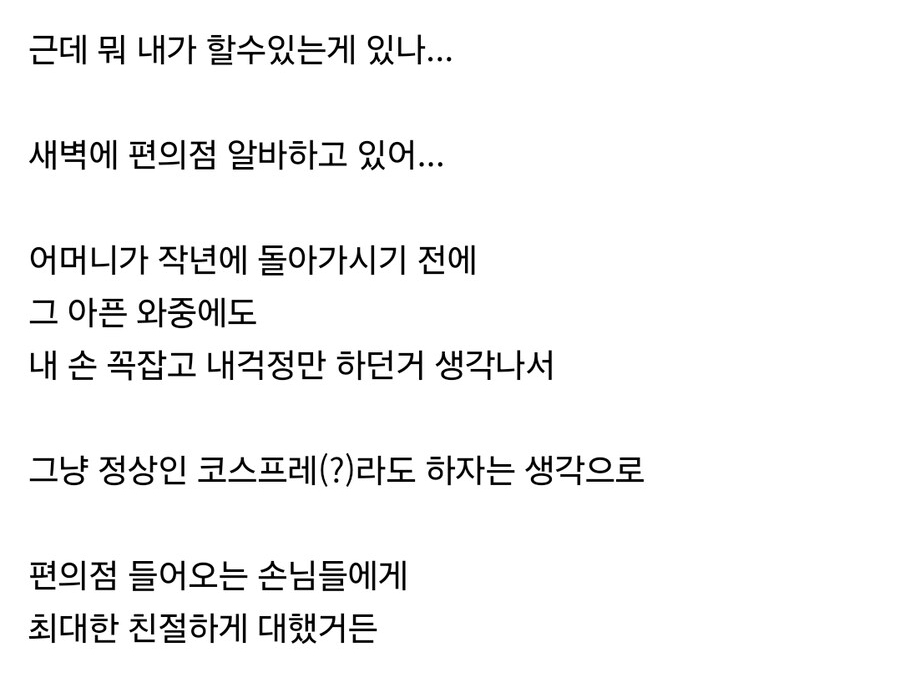 근데 뭐 내가 할수있는게 있나...
새벽에 편의점 알바하고 있어...
어머니가 작년에 돌아가시기 전에
그 아픈 와중에도
내 손 꼭잡고 내걱정만 하던거 생각나서
그냥 정상인 코스프레(?)라도 하자는 생각으로
편의점 들어오는 손님들에게
최대한 친절하게 대했거든